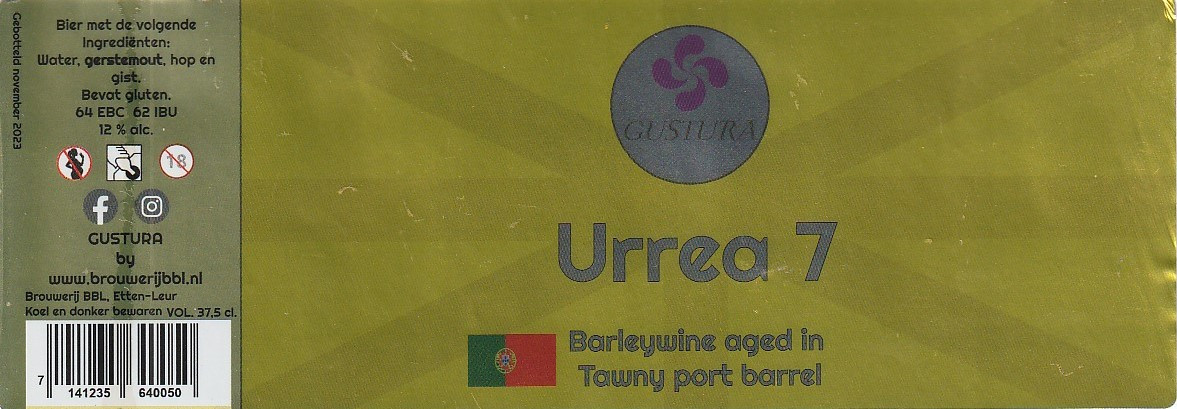 Gebotteld november 2023
Bier met de volgende
Ingrediënten:
Water, gerstemout, hop en
gist.
Bevat gluten.
64 EBC 62 IBU
12 % alc.
18
GUSTURA
by
www.brouwerijbbl.nl
Brouwerij BBL, Etten-Leur
Koel en donker bewaren VOL. 37,5 cl.
7 141235 640050
GUSTURA
Urrea 7
Barleywine aged in
Tawny port barrel